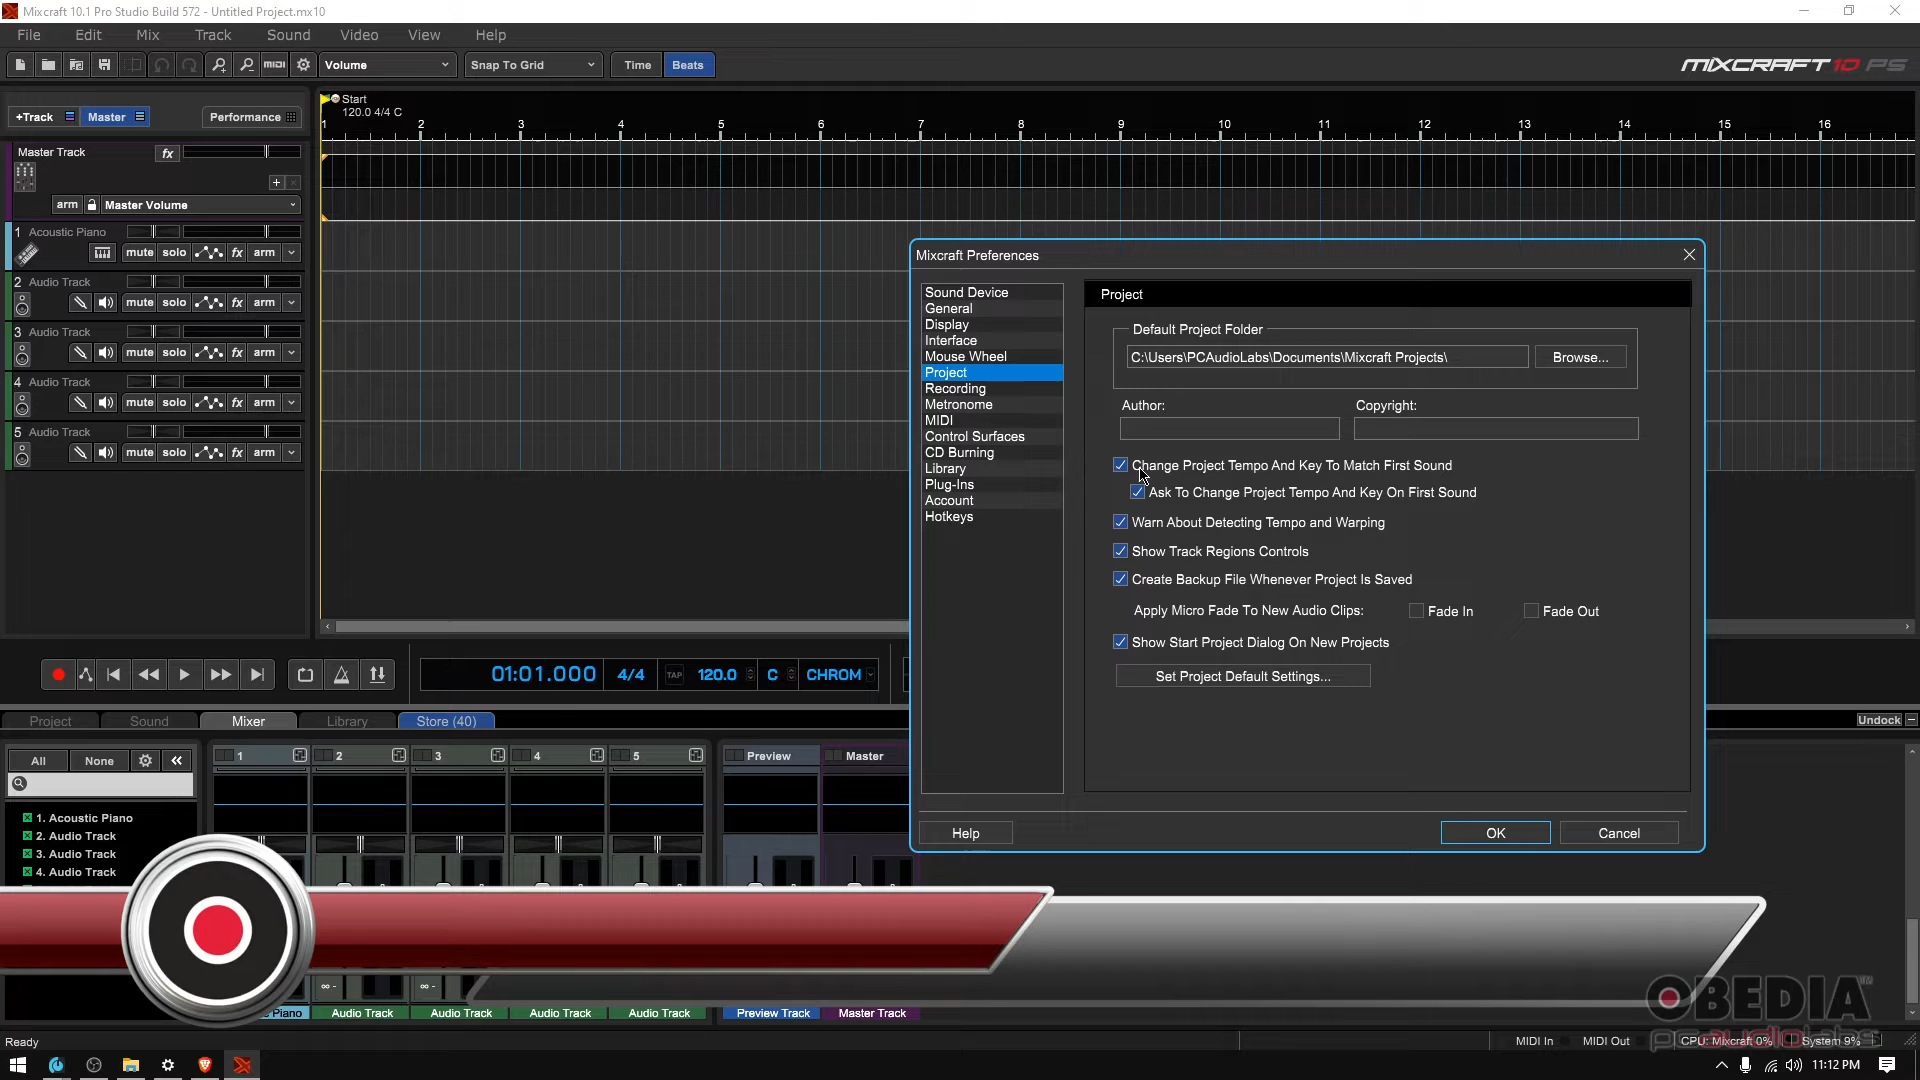 Mixcraft 10.1 Pro Studio Build 572 - Untitled Project.mx10
File Edit Mix Track Sound Video View Help
MIDI Volume Snap To Grid Time Beats MIXCRAFT 10 PS
+Track Master Performance
Start
120.0 4/4 C
1 2 3 4 5 6 7 8 9 10 11 12 13 14 15 16
Master Track fx
arm Master Volume
1 Acoustic Piano
mute solo fx arm
2 Audio Track
mute solo fx arm
3 Audio Track
mute solo fx arm
4 Audio Track
mute solo fx arm
5 Audio Track
mute solo fx arm
Mixcraft Preferences
Sound Device
General
Display
Interface
Mouse Wheel
Project
Recording
Metronome
MIDI
Control Surfaces
CD Burning
Library
Plug-Ins
Account
Hotkeys
Project
Default Project Folder
C:\Users\PCAudioLabs\Documents\Mixcraft Projects\ Browse...
Author: Copyright:
Change Project Tempo And Key To Match First Sound
Ask To Change Project Tempo And Key On First Sound
Warn About Detecting Tempo and Warping
Show Track Regions Controls
Create Backup File Whenever Project Is Saved
Apply Micro Fade To New Audio Clips: Fade In Fade Out
Show Start Project Dialog On New Projects
Set Project Default Settings...
Help OK Cancel
01:01.000 4/4 TAP 120.0 C CHROM
Project Sound Mixer Library Store (40) Undock
All None
1 2 3 4 5 Preview Master
1. Acoustic Piano
2. Audio Track
3. Audio Track
4. Audio Track
Piano Audio Track Audio Track Audio Track Audio Track Preview Track Master Track
OBEDIA™
pcaudiolabs
Ready MIDI In MIDI Out CPU: Mixcraft 0% System 9%
11:12 PM